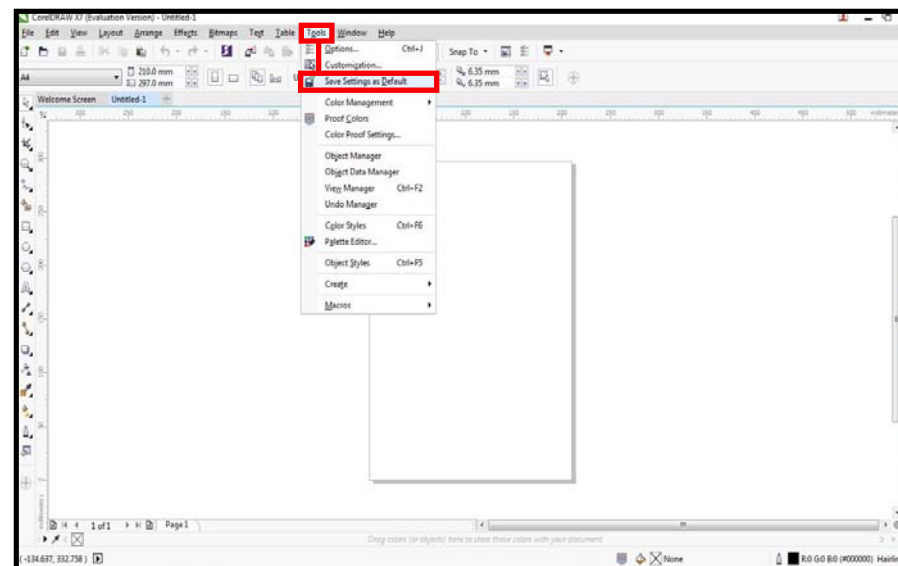 CorelDRAW X7 (Evaluation Version) - Untitled-1
File Edit View Layout Arrange Effects Bitmaps Text Table Tools Window Help
Options... Ctrl+J
Snap To
Customization...
A4
210.0 mm
297.0 mm
6.35 mm
6.35 mm
Save Settings as Default
Welcome Screen Untitled-1
Color Management
Proof Colors
Color Proof Settings...
Object Manager
Object Data Manager
View Manager Ctrl+F2
Undo Manager
Color Styles Ctrl+F6
Palette Editor...
Object Styles Ctrl+F5
Create
Macros
1 of 1 Page 1
Drag colors (or objects) here to store these colors with your document
(-134.637, 332.758) None R:0 G:0 B:0 (#000000) Hairlin